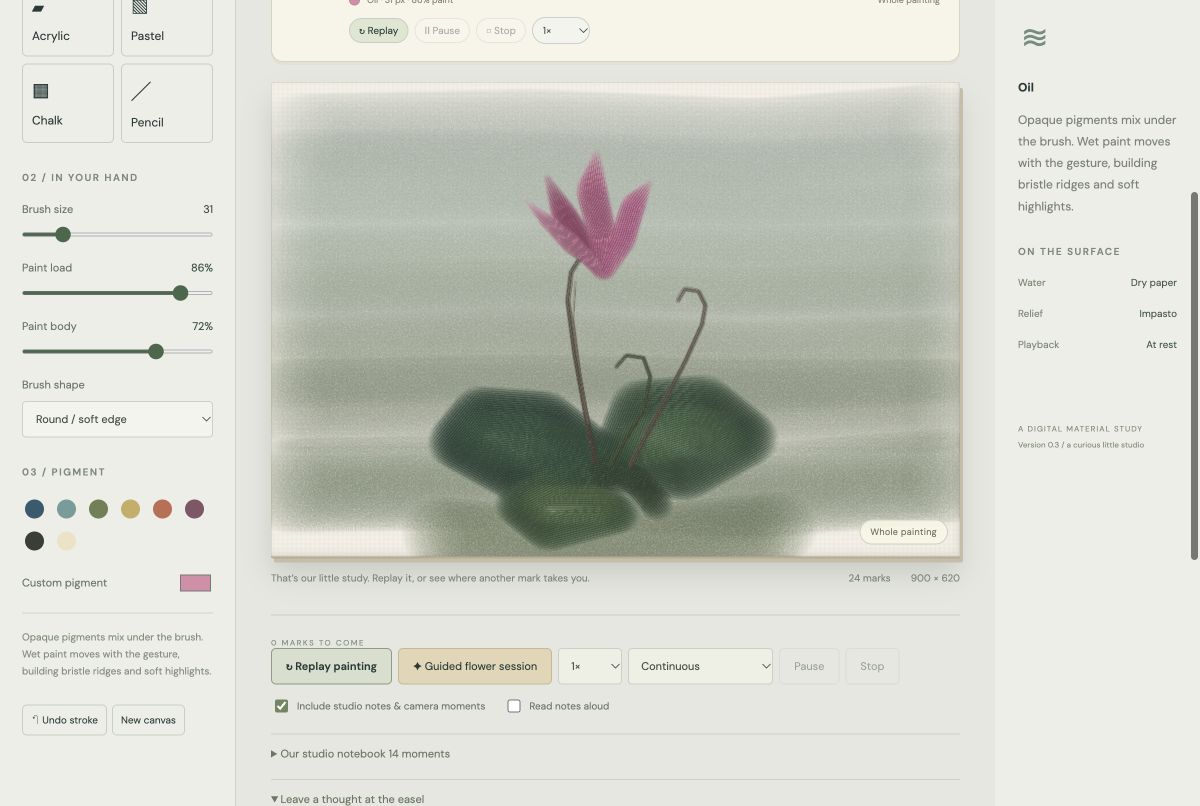 Acrylic
Pastel
Chalk
Pencil
02 / IN YOUR HAND
Brush size 31
Paint load 86%
Paint body 72%
Brush shape
Round / soft edge
03 / PIGMENT
Custom pigment
Opaque pigments mix under the brush.
Wet paint moves with the gesture,
building bristle ridges and soft highlights.
Undo stroke
New canvas
Whole painting
Replay
Pause
Stop
1×
Whole painting
That's our little study. Replay it, or see where another mark takes you.
24 marks
900 × 620
0 MARKS TO COME
Replay painting
Guided flower session
1×
Continuous
Pause
Stop
Include studio notes & camera moments
Read notes aloud
Our studio notebook 14 moments
Leave a thought at the easel
Oil
Opaque pigments mix under
the brush. Wet paint moves
with the gesture, building
bristle ridges and soft
highlights.
ON THE SURFACE
Water Dry paper
Relief Impasto
Playback At rest
A DIGITAL MATERIAL STUDY
Version 0.3 / a curious little studio